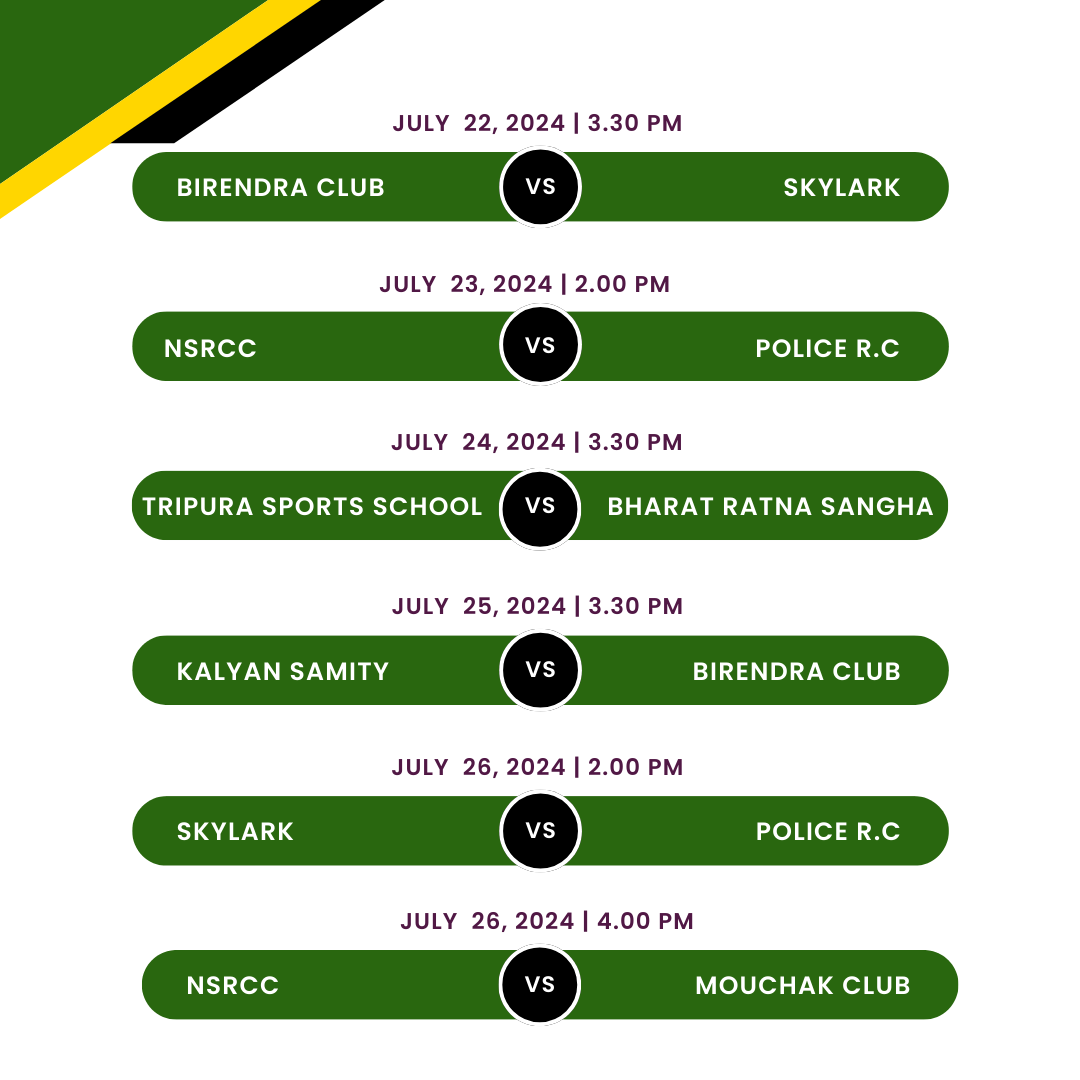 JULY 22, 2024 | 3.30 PM
BIRENDRA CLUB VS SKYLARK
JULY 23, 2024 | 2.00 PM
NSRCC VS POLICE R.C
JULY 24, 2024 | 3.30 PM
TRIPURA SPORTS SCHOOL VS BHARAT RATNA SANGHA
JULY 25, 2024 | 3.30 PM
KALYAN SAMITY VS BIRENDRA CLUB
JULY 26, 2024 | 2.00 PM
SKYLARK VS POLICE R.C
JULY 26, 2024 | 4.00 PM
NSRCC VS MOUCHAK CLUB